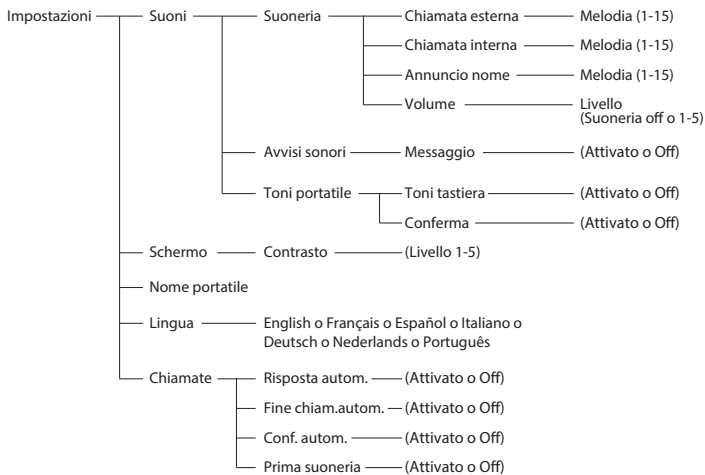 Impostazioni Suoni Suoneria Chiamata esterna Melodia (1-15)
Chiamata interna Melodia (1-15)
Annuncio nome Melodia (1-15)
Volume Livello
(Suoneria off o 1-5)
Avvisi sonori Messaggio (Attivato o Off)
Toni portatile Toni tastiera (Attivato o Off)
Conferma (Attivato o Off)
Schermo Contrasto (Livello 1-5)
Nome portatile
Lingua English o Français o Español o Italiano o
Deutsch o Nederlands o Português
Chiamate Risposta autom. (Attivato o Off)
Fine chiam.autom. (Attivato o Off)
Conf. autom. (Attivato o Off)
Prima suoneria (Attivato o Off)